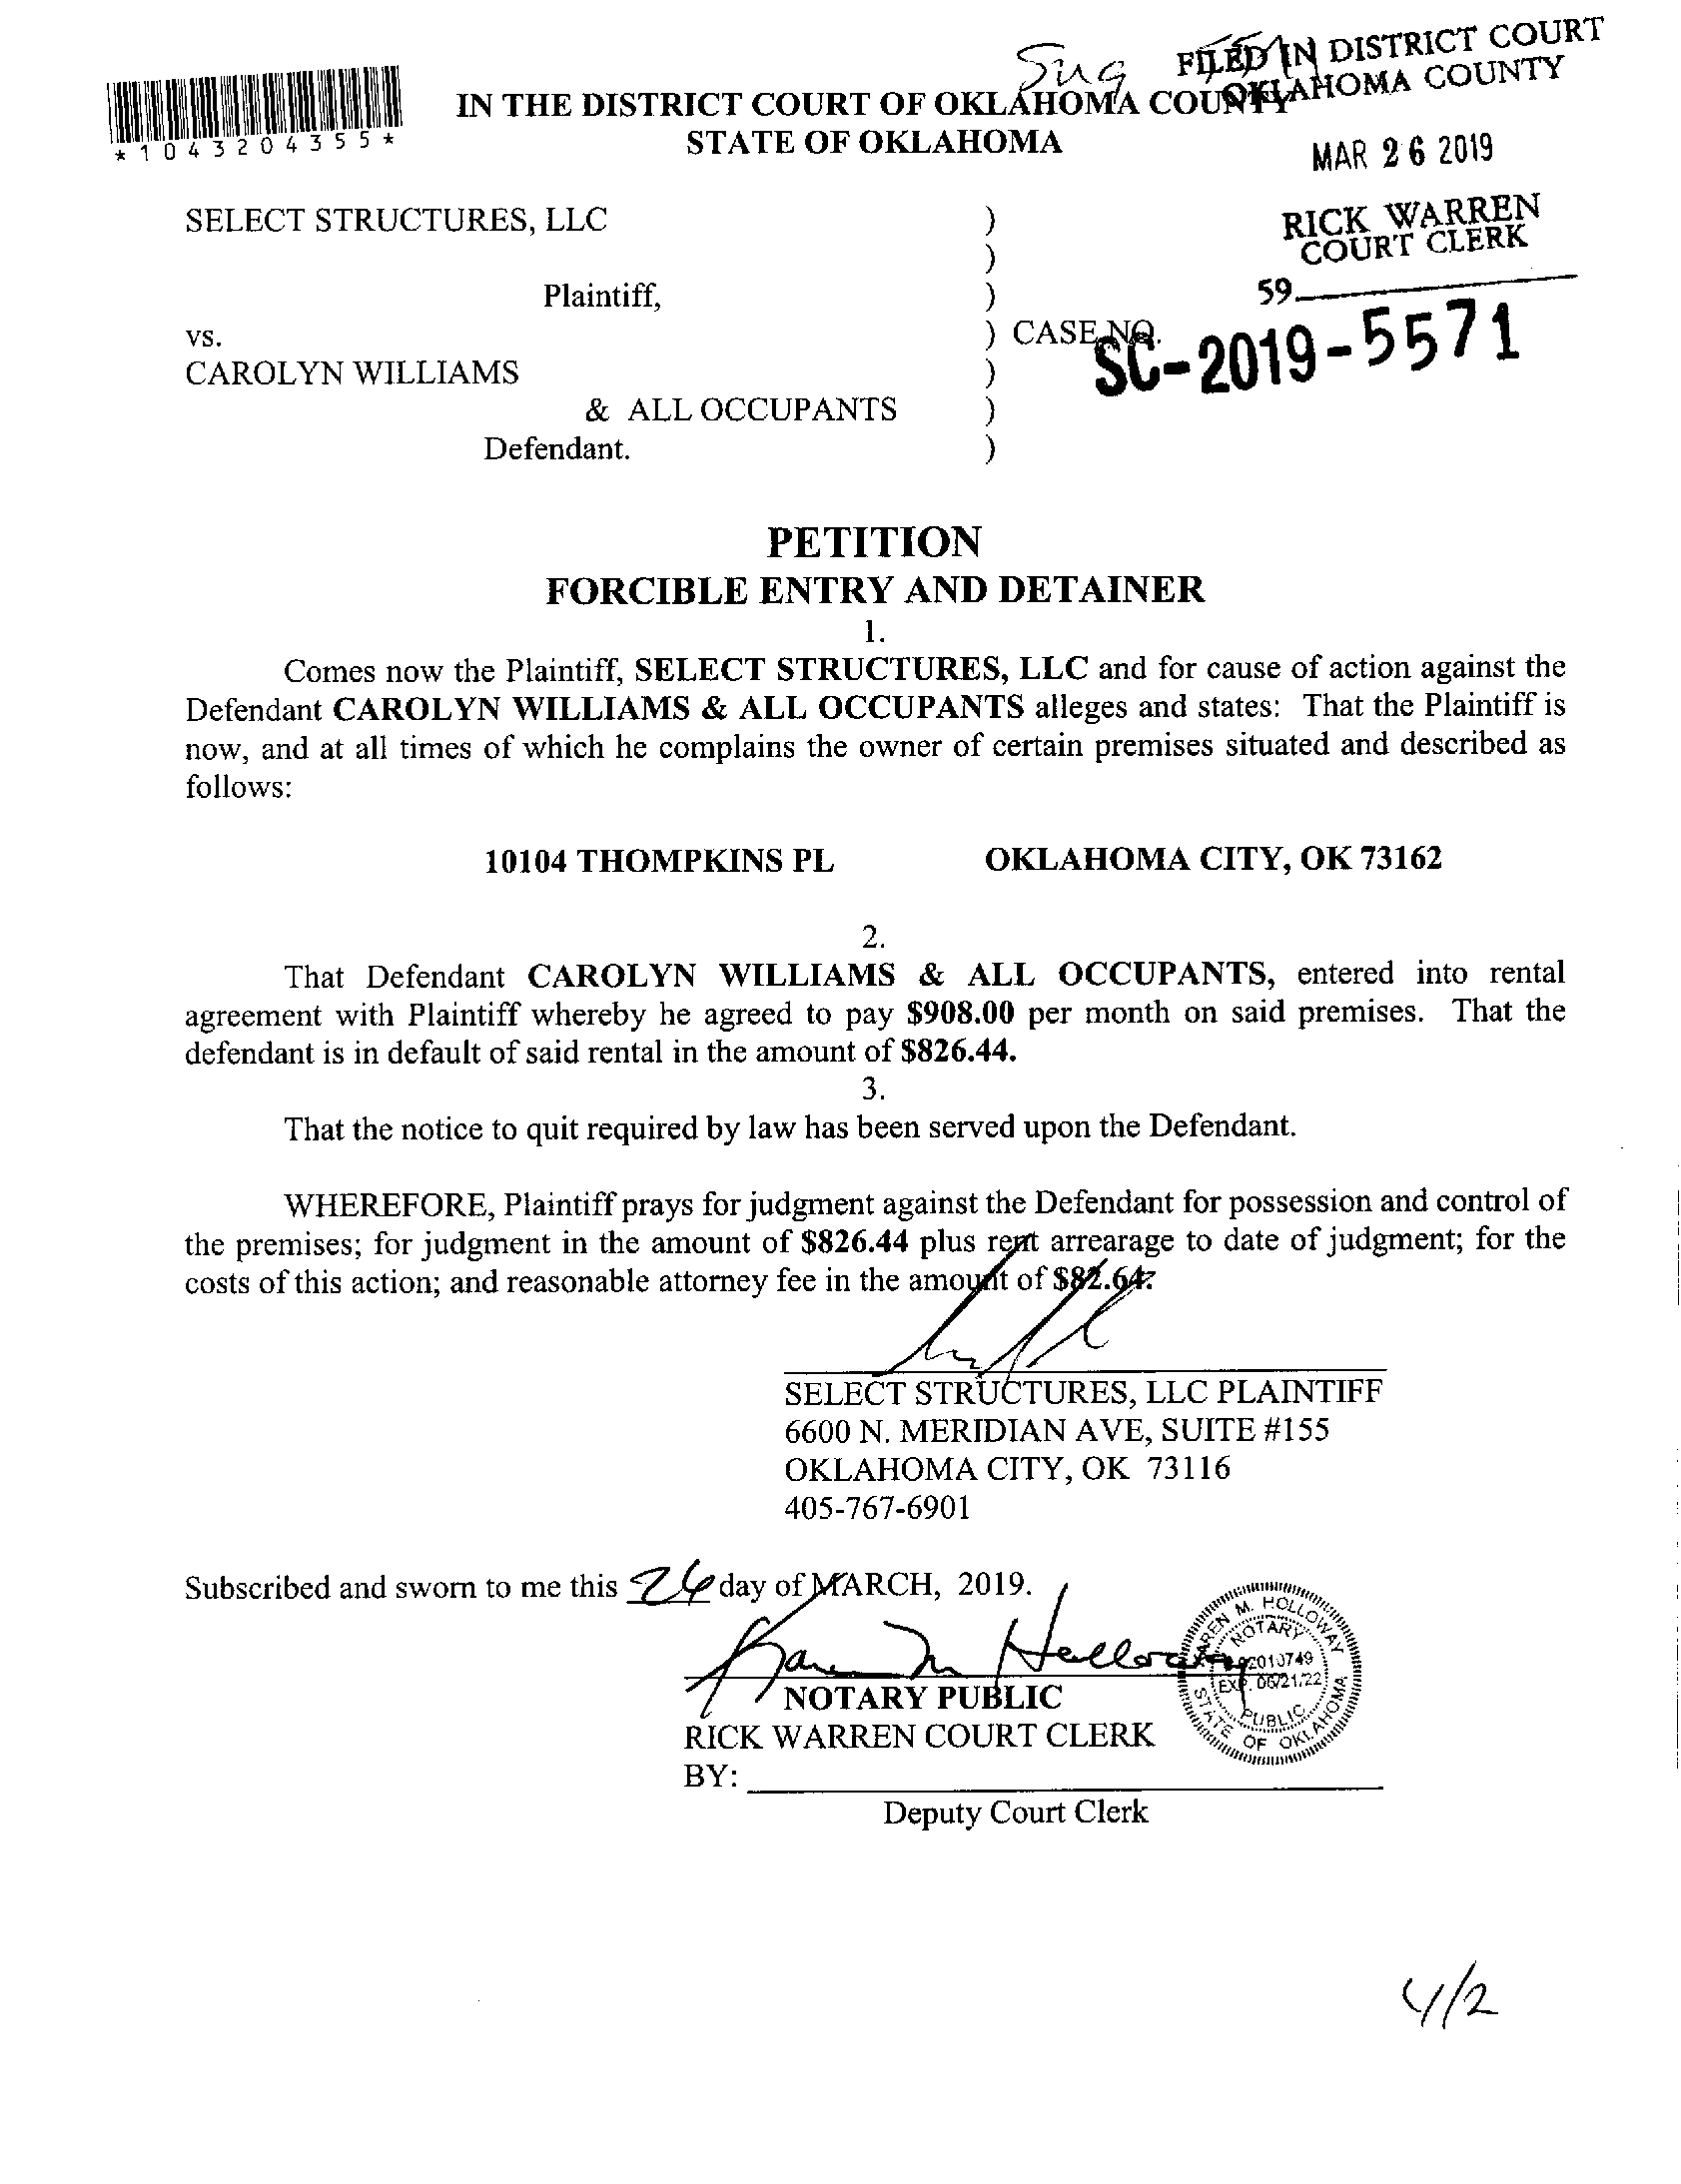 Sug
FILED IN DISTRICT COURT
OKLAHOMA COUNTY
*1043204355*
IN THE DISTRICT COURT OF OKLAHOMA COUNTY
STATE OF OKLAHOMA
MAR 26 2019
RICK WARREN
COURT CLERK
59
SELECT STRUCTURES, LLC )
)
Plaintiff, )
vs. ) CASE NO. SC-2019-5571
CAROLYN WILLIAMS )
& ALL OCCUPANTS )
Defendant. )
PETITION
FORCIBLE ENTRY AND DETAINER
1.
Comes now the Plaintiff, SELECT STRUCTURES, LLC and for cause of action against the
Defendant CAROLYN WILLIAMS & ALL OCCUPANTS alleges and states: That the Plaintiff is
now, and at all times of which he complains the owner of certain premises situated and described as
follows:
10104 THOMPKINS PL OKLAHOMA CITY, OK 73162
2.
That Defendant CAROLYN WILLIAMS & ALL OCCUPANTS, entered into rental
agreement with Plaintiff whereby he agreed to pay $908.00 per month on said premises. That the
defendant is in default of said rental in the amount of $826.44.
3.
That the notice to quit required by law has been served upon the Defendant.
WHEREFORE, Plaintiff prays for judgment against the Defendant for possession and control of
the premises; for judgment in the amount of $826.44 plus rent arrearage to date of judgment; for the
costs of this action; and reasonable attorney fee in the amount of $82.64.
SELECT STRUCTURES, LLC PLAINTIFF
6600 N. MERIDIAN AVE, SUITE #155
OKLAHOMA CITY, OK 73116
405-767-6901
Subscribed and sworn to me this 26 day of MARCH, 2019.
Karen M Holloway
KAREN M. HOLLOWAY
NOTARY
# 02010749
EXP. 06/21/22
PUBLIC
STATE OF OKLAHOMA
NOTARY PUBLIC
RICK WARREN COURT CLERK
BY:
Deputy Court Clerk
4/2